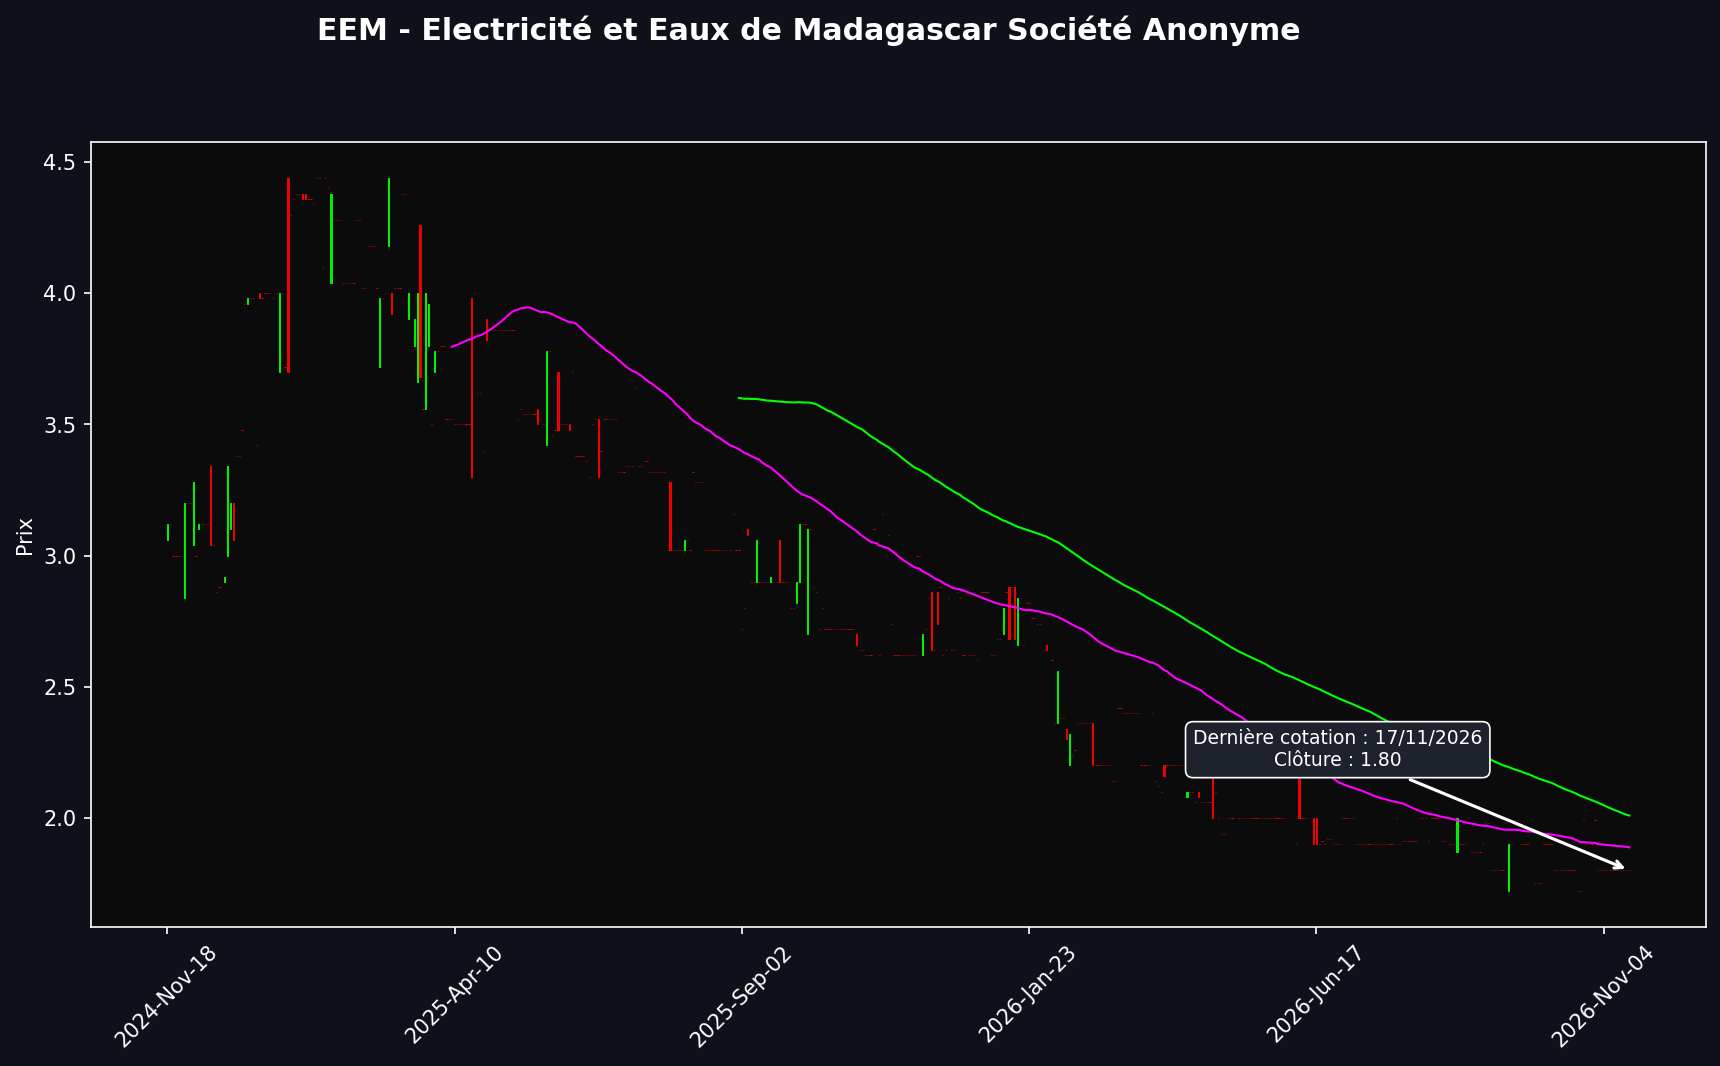 EEM - Electricité et Eaux de Madagascar Société Anonyme
Prix
4.5
4.0
3.5
3.0
2.5
2.0
Dernière cotation : 17/11/2026
Clôture : 1.80
2024-Nov-18
2025-Apr-10
2025-Sep-02
2026-Jan-23
2026-Jun-17
2026-Nov-04